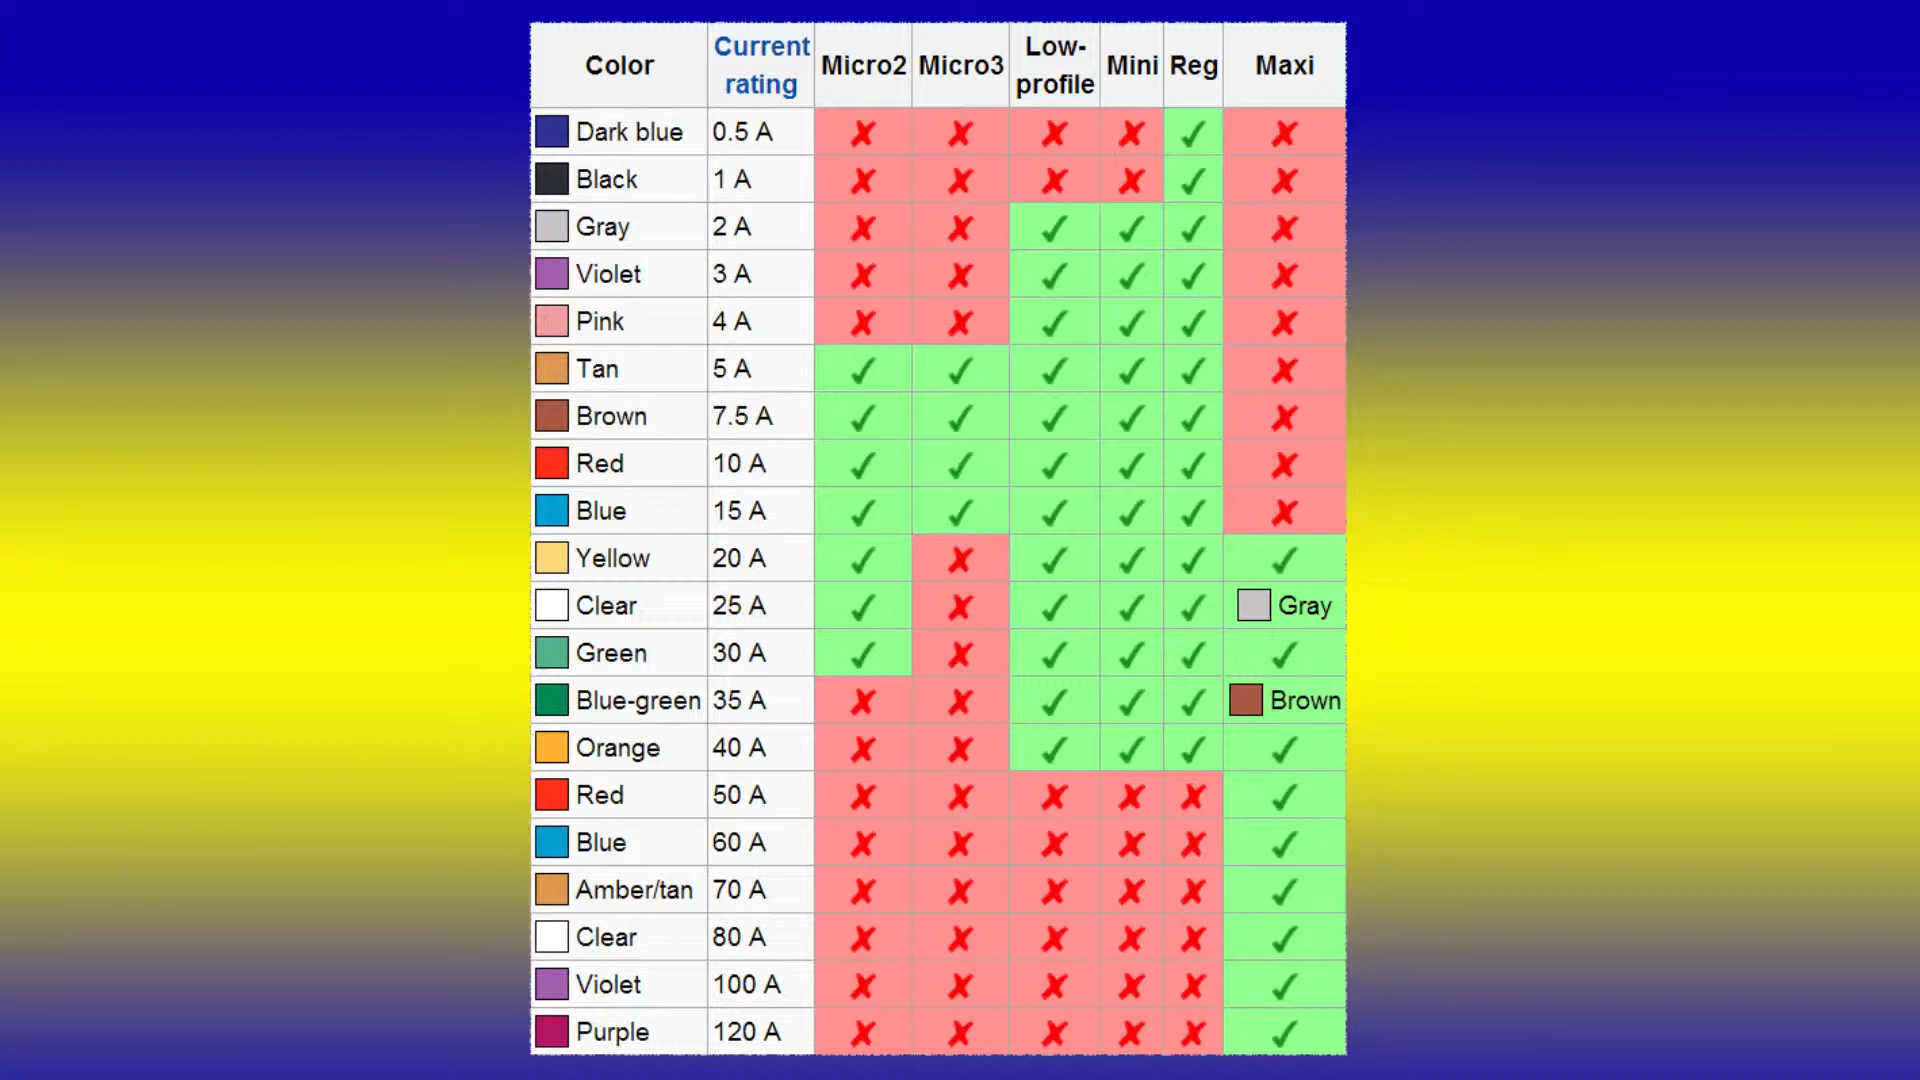 Color Current rating Micro2 Micro3 Low-profile Mini Reg Maxi
Dark blue 0.5 A ✗ ✗ ✗ ✗ ✓ ✗
Black 1 A ✗ ✗ ✗ ✗ ✓ ✗
Gray 2 A ✗ ✗ ✓ ✓ ✓ ✗
Violet 3 A ✗ ✗ ✓ ✓ ✓ ✗
Pink 4 A ✗ ✗ ✓ ✓ ✓ ✗
Tan 5 A ✓ ✓ ✓ ✓ ✓ ✗
Brown 7.5 A ✓ ✓ ✓ ✓ ✓ ✗
Red 10 A ✓ ✓ ✓ ✓ ✓ ✗
Blue 15 A ✓ ✓ ✓ ✓ ✓ ✗
Yellow 20 A ✓ ✗ ✓ ✓ ✓ ✓
Clear 25 A ✓ ✗ ✓ ✓ ✓ Gray
Green 30 A ✓ ✗ ✓ ✓ ✓ ✓
Blue-green 35 A ✗ ✗ ✓ ✓ ✓ Brown
Orange 40 A ✗ ✗ ✓ ✓ ✓ ✓
Red 50 A ✗ ✗ ✗ ✗ ✗ ✓
Blue 60 A ✗ ✗ ✗ ✗ ✗ ✓
Amber/tan 70 A ✗ ✗ ✗ ✗ ✗ ✓
Clear 80 A ✗ ✗ ✗ ✗ ✗ ✓
Violet 100 A ✗ ✗ ✗ ✗ ✗ ✓
Purple 120 A ✗ ✗ ✗ ✗ ✗ ✓